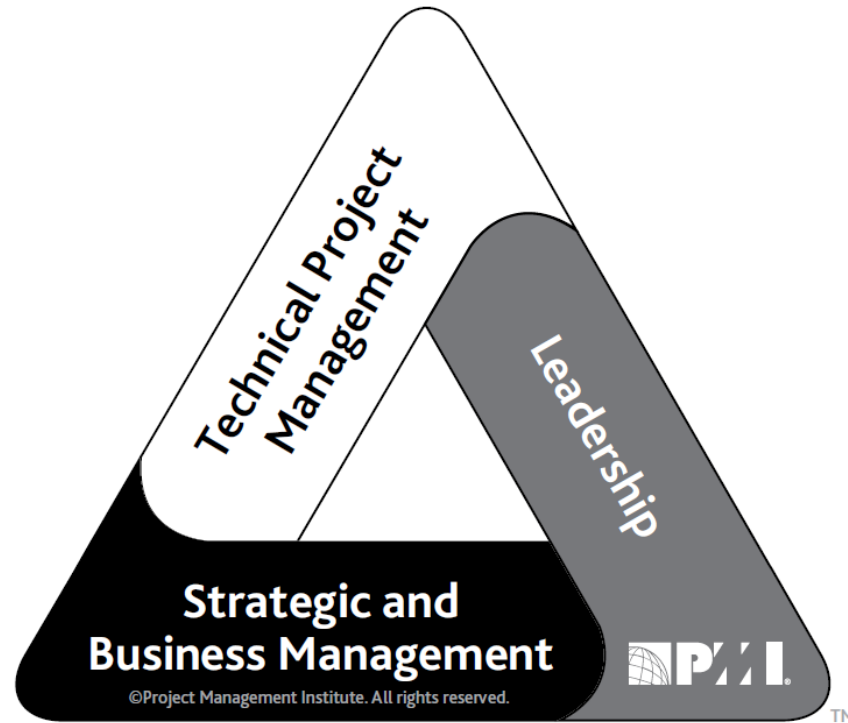 Technical Project
Management
Leadership
Strategic and
Business Management
©Project Management Institute. All rights reserved.
PMI®
TM